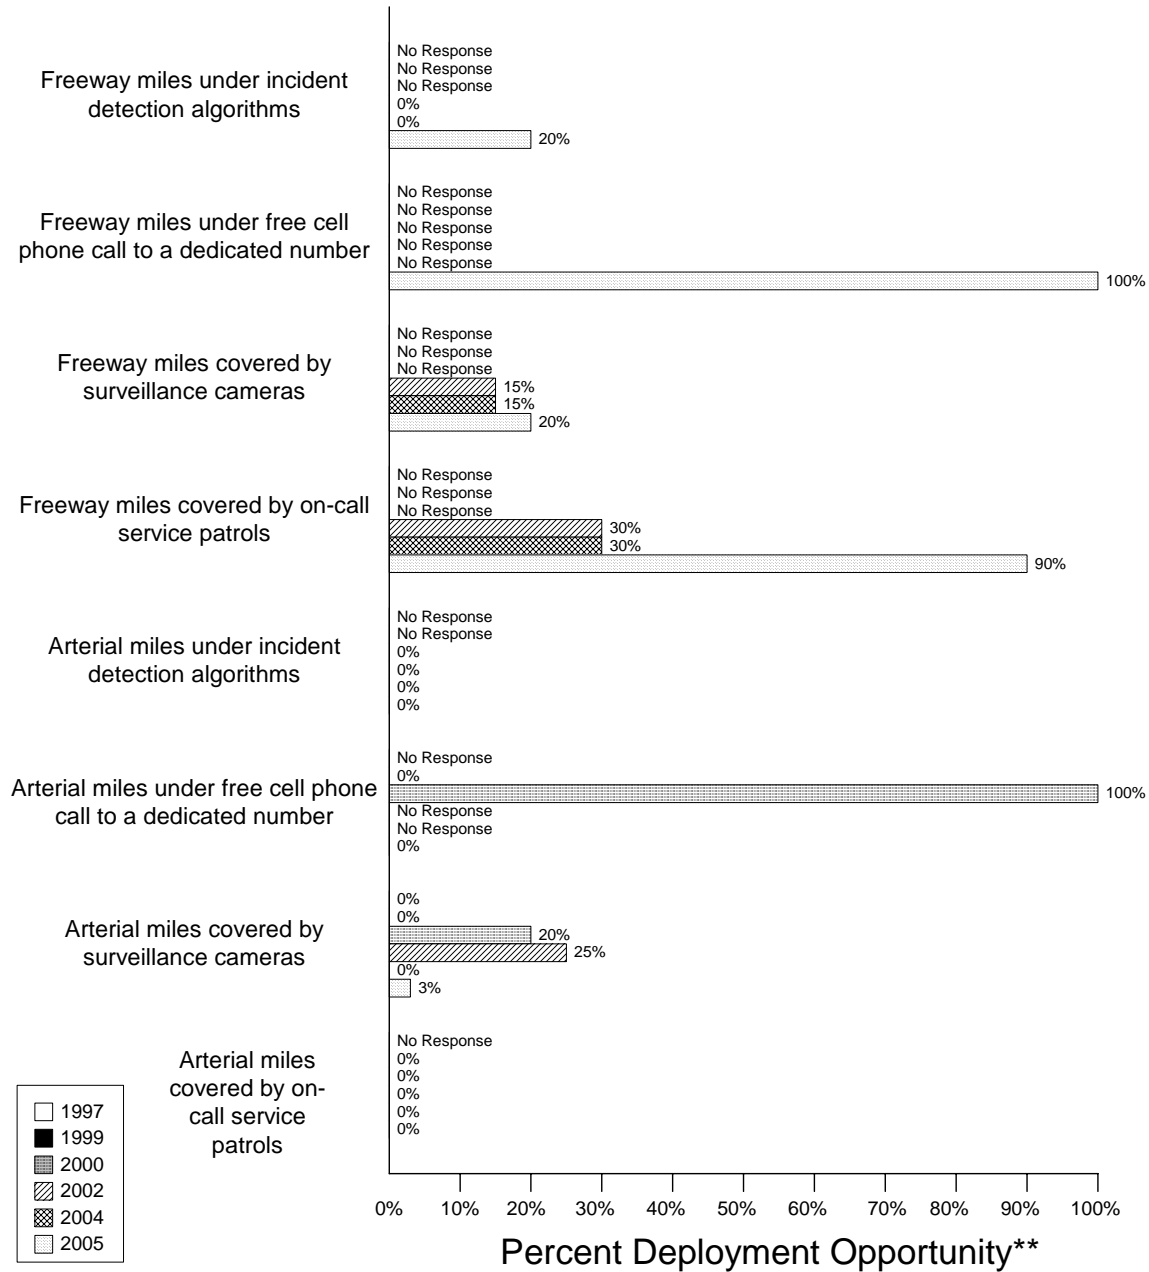 Freeway miles under incident
detection algorithms
No Response
No Response
No Response
0%
0%
20%
Freeway miles under free cell
phone call to a dedicated number
No Response
No Response
No Response
No Response
No Response
100%
Freeway miles covered by
surveillance cameras
No Response
No Response
No Response
15%
15%
20%
Freeway miles covered by on-call
service patrols
No Response
No Response
No Response
30%
30%
90%
Arterial miles under incident
detection algorithms
No Response
No Response
0%
0%
0%
0%
Arterial miles under free cell phone
call to a dedicated number
No Response
0%
100%
No Response
No Response
0%
Arterial miles covered by
surveillance cameras
0%
0%
20%
25%
0%
3%
Arterial miles
covered by on-
call service
patrols
No Response
0%
0%
0%
0%
0%
1997
1999
2000
2002
2004
2005
0% 10% 20% 30% 40% 50% 60% 70% 80% 90% 100%
Percent Deployment Opportunity**